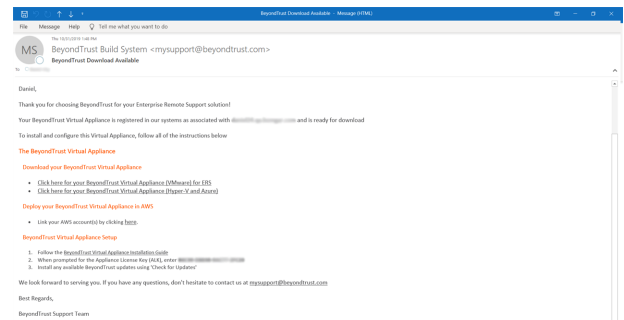 BeyondTrust Download Available - Message (HTML)
File Message Help Tell me what you want to do
Thu 10/31/2019 1:46 PM
MS
BeyondTrust Build System <mysupport@beyondtrust.com>
BeyondTrust Download Available
To
Daniel,
Thank you for choosing BeyondTrust for your Enterprise Remote Support solution!
Your BeyondTrust Virtual Appliance is registered in our systems as associated with and is ready for download
To install and configure this Virtual Appliance, follow all of the instructions below
The BeyondTrust Virtual Appliance
Download your BeyondTrust Virtual Appliance
• Click here for your BeyondTrust Virtual Appliance (VMware) for ERS
• Click here for your BeyondTrust Virtual Appliance (Hyper-V and Azure)
Deploy your BeyondTrust Virtual Appliance in AWS
• Link your AWS account(s) by clicking here.
BeyondTrust Virtual Appliance Setup
1. Follow the BeyondTrust Virtual Appliance Installation Guide
2. When prompted for the Appliance License Key (ALK), enter
3. Install any available BeyondTrust updates using 'Check for Updates'
We look forward to serving you. If you have any questions, don't hesitate to contact us at mysupport@beyondtrust.com
Best Regards,
BeyondTrust Support Team